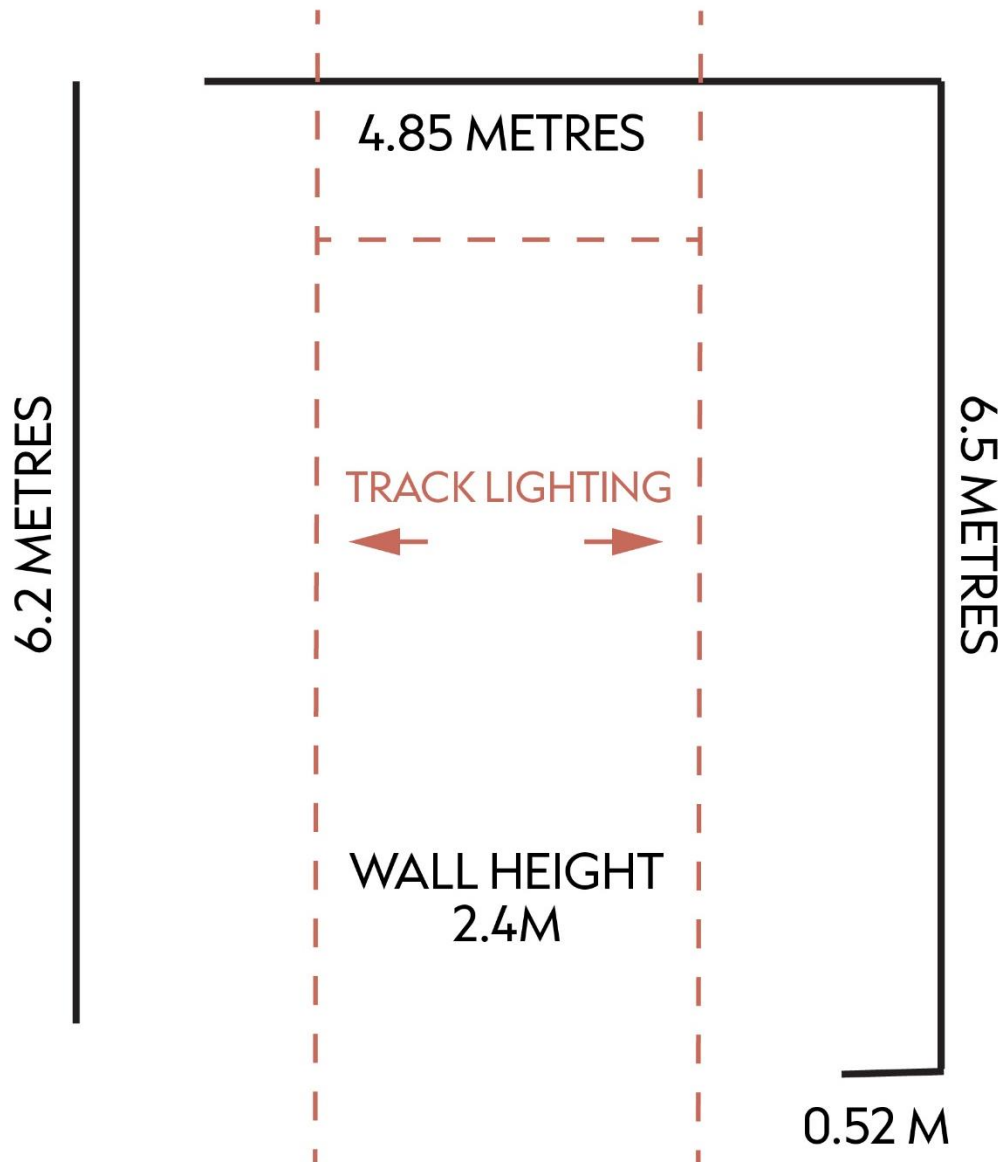 4.85 METRES
6.2 METRES
TRACK LIGHTING
6.5 METRES
WALL HEIGHT
2.4M
0.52 M